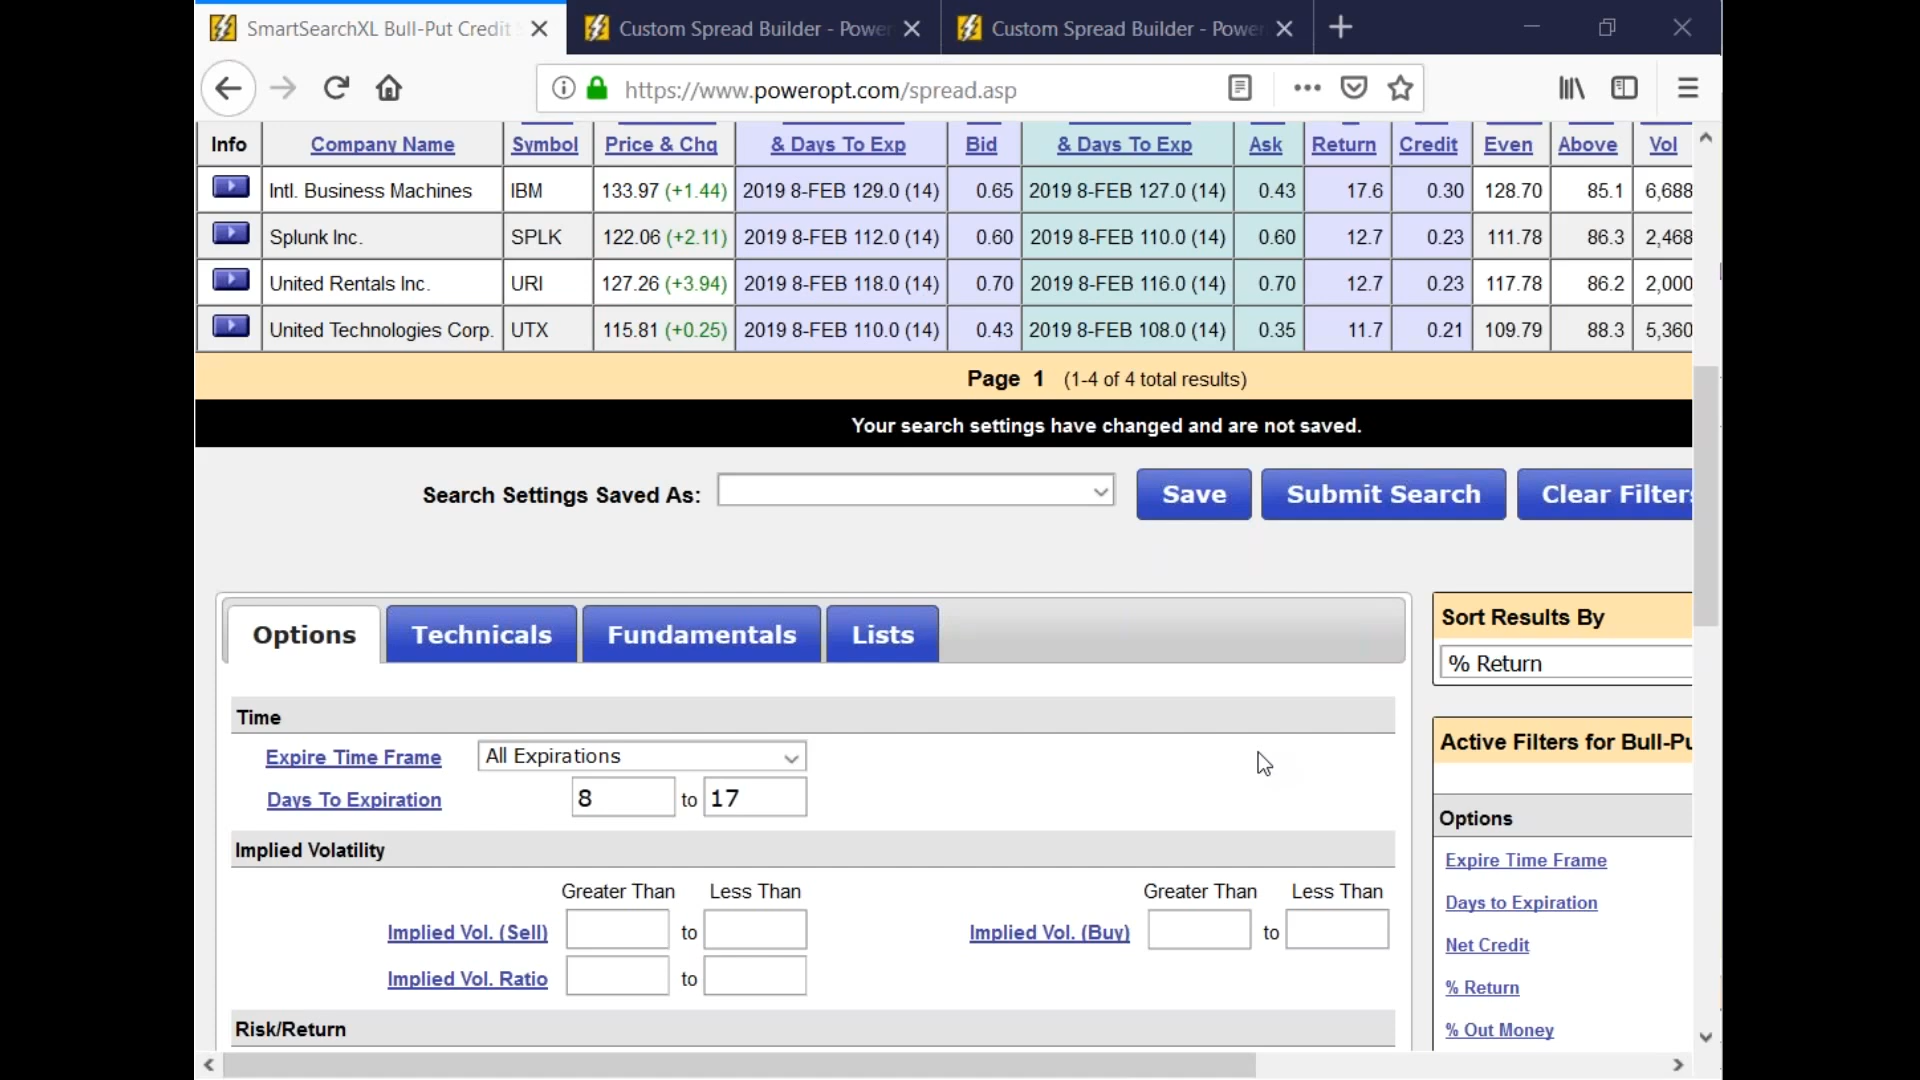 SmartSearchXL Bull-Put Credit
Custom Spread Builder - Power
Custom Spread Builder - Power
https://www.poweropt.com/spread.asp
Info Company Name Symbol Price & Chg & Days To Exp Bid & Days To Exp Ask Return Credit Even Above Vol
Intl. Business Machines IBM 133.97 (+1.44) 2019 8-FEB 129.0 (14) 0.65 2019 8-FEB 127.0 (14) 0.43 17.6 0.30 128.70 85.1 6,688
Splunk Inc. SPLK 122.06 (+2.11) 2019 8-FEB 112.0 (14) 0.60 2019 8-FEB 110.0 (14) 0.60 12.7 0.23 111.78 86.3 2,468
United Rentals Inc. URI 127.26 (+3.94) 2019 8-FEB 118.0 (14) 0.70 2019 8-FEB 116.0 (14) 0.70 12.7 0.23 117.78 86.2 2,000
United Technologies Corp. UTX 115.81 (+0.25) 2019 8-FEB 110.0 (14) 0.43 2019 8-FEB 108.0 (14) 0.35 11.7 0.21 109.79 88.3 5,360
Page 1 (1-4 of 4 total results)
Your search settings have changed and are not saved.
Search Settings Saved As: Save Submit Search Clear Filters
Options Technicals Fundamentals Lists
Time
Expire Time Frame All Expirations
Days To Expiration 8 to 17
Implied Volatility
Greater Than Less Than Greater Than Less Than
Implied Vol. (Sell) to Implied Vol. (Buy) to
Implied Vol. Ratio to
Risk/Return
Sort Results By
% Return
Active Filters for Bull-Pu
Options
Expire Time Frame
Days to Expiration
Net Credit
% Return
% Out Money